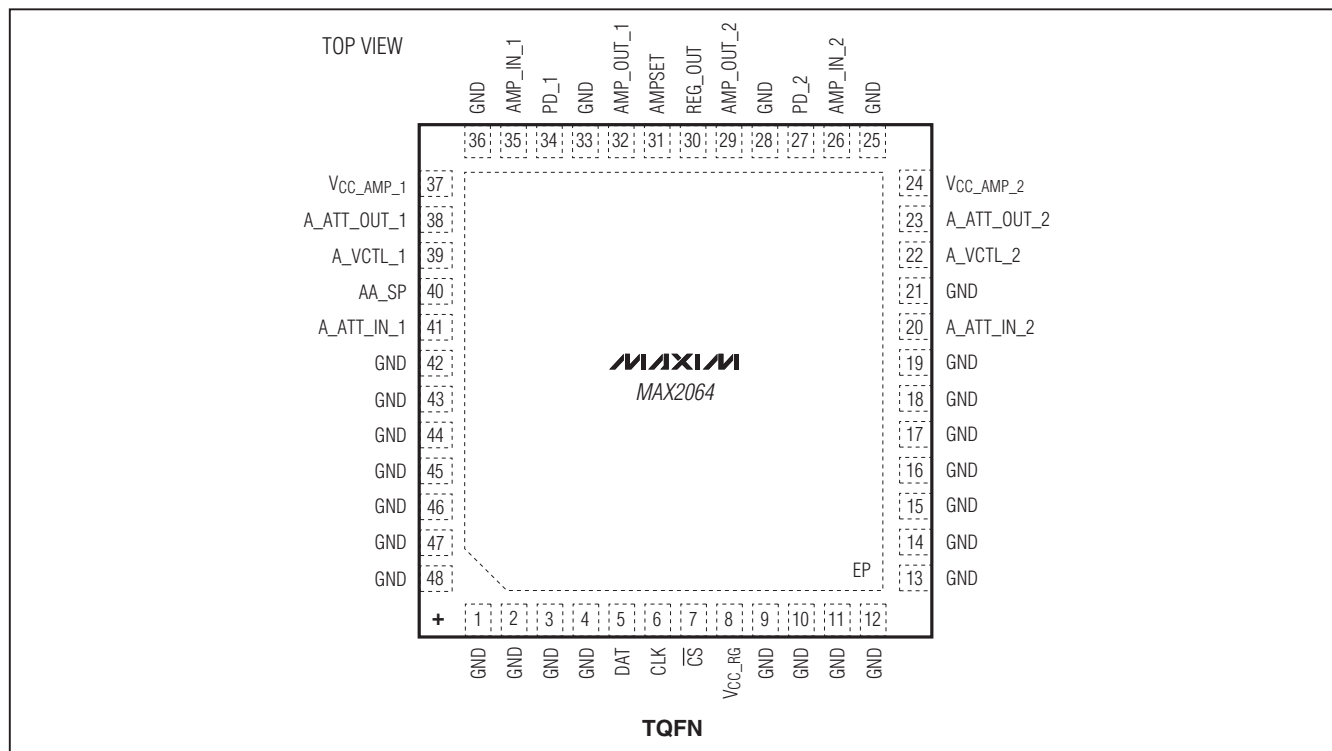 TOP VIEW
GND
AMP_IN_1
PD_1
GND
AMP_OUT_1
AMPSET
REG_OUT
AMP_OUT_2
GND
PD_2
AMP_IN_2
GND
36 35 34 33 32 31 30 29 28 27 26 25
VCC_AMP_1 37
A_ATT_OUT_1 38
A_VCTL_1 39
AA_SP 40
A_ATT_IN_1 41
GND 42
GND 43
GND 44
GND 45
GND 46
GND 47
GND 48
MAXIM
MAX2064
EP
24 VCC_AMP_2
23 A_ATT_OUT_2
22 A_VCTL_2
21 GND
20 A_ATT_IN_2
19 GND
18 GND
17 GND
16 GND
15 GND
14 GND
13 GND
+ 1 2 3 4 5 6 7 8 9 10 11 12
GND
GND
GND
GND
DAT
CLK
C̅S̅
VCC_RG
GND
GND
GND
GND
TQFN